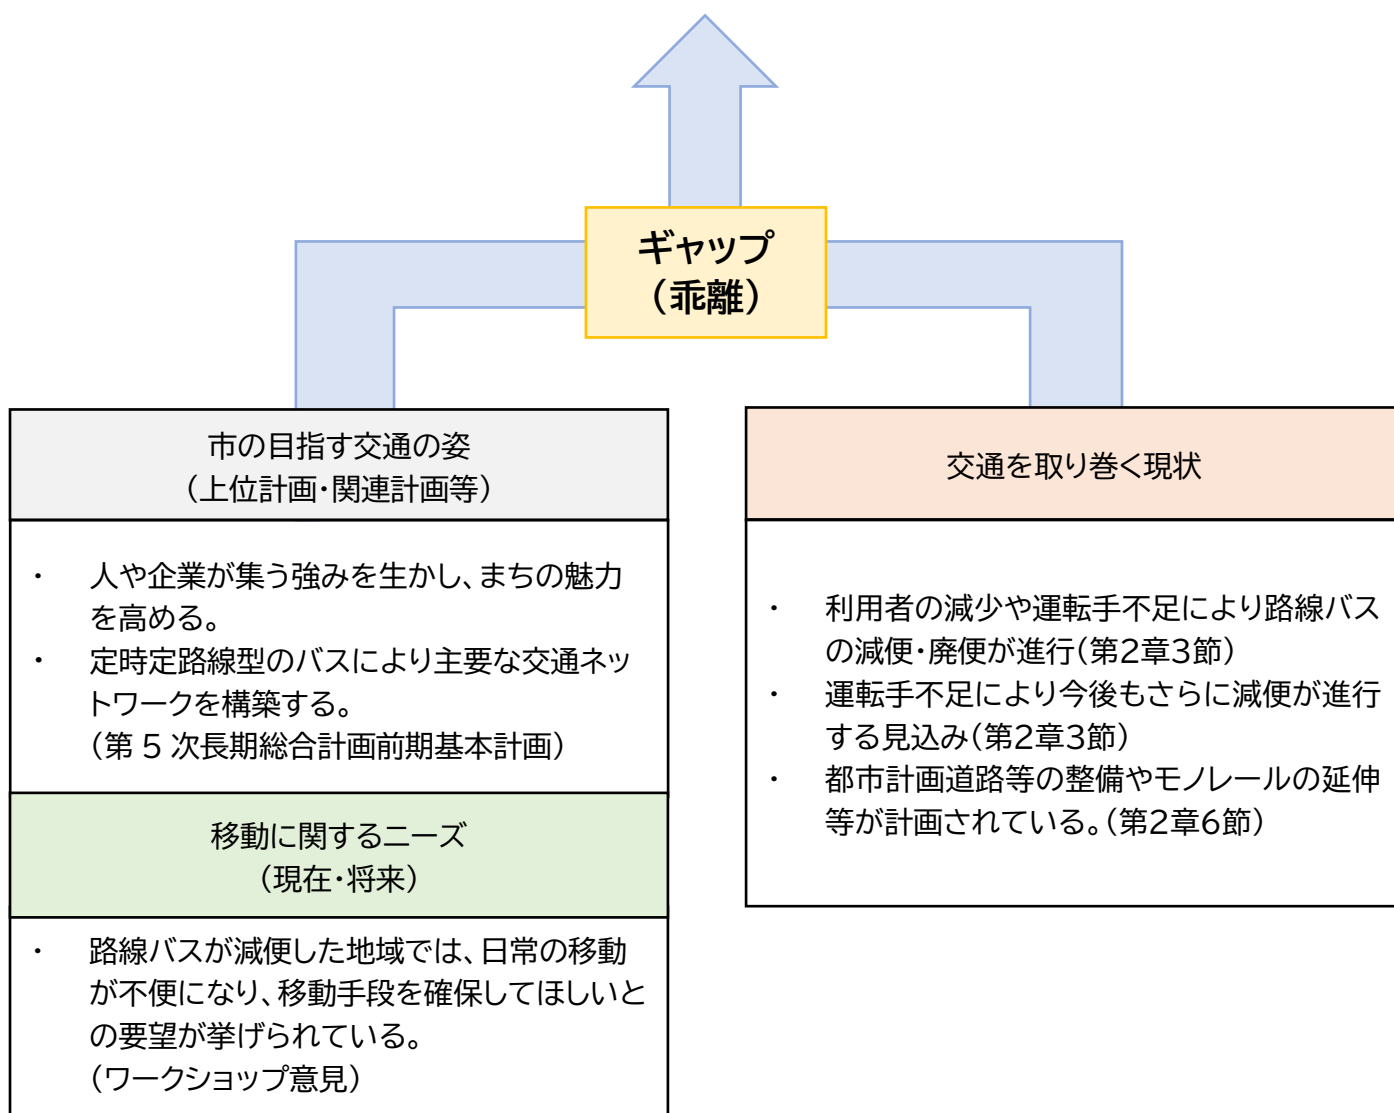 ギャップ
（乖離）
市の目指す交通の姿
（上位計画・関連計画等）
・ 人や企業が集う強みを生かし、まちの魅力
を高める。
・ 定時定路線型のバスにより主要な交通ネッ
トワークを構築する。
（第 5 次長期総合計画前期基本計画）
移動に関するニーズ
（現在・将来）
・ 路線バスが減便した地域では、日常の移動
が不便になり、移動手段を確保してほしいと
の要望が挙げられている。
（ワークショップ意見）
交通を取り巻く現状
・ 利用者の減少や運転手不足により路線バス
の減便・廃便が進行（第2章3節）
・ 運転手不足により今後もさらに減便が進行
する見込み（第2章3節）
・ 都市計画道路等の整備やモノレールの延伸
等が計画されている。（第2章6節）